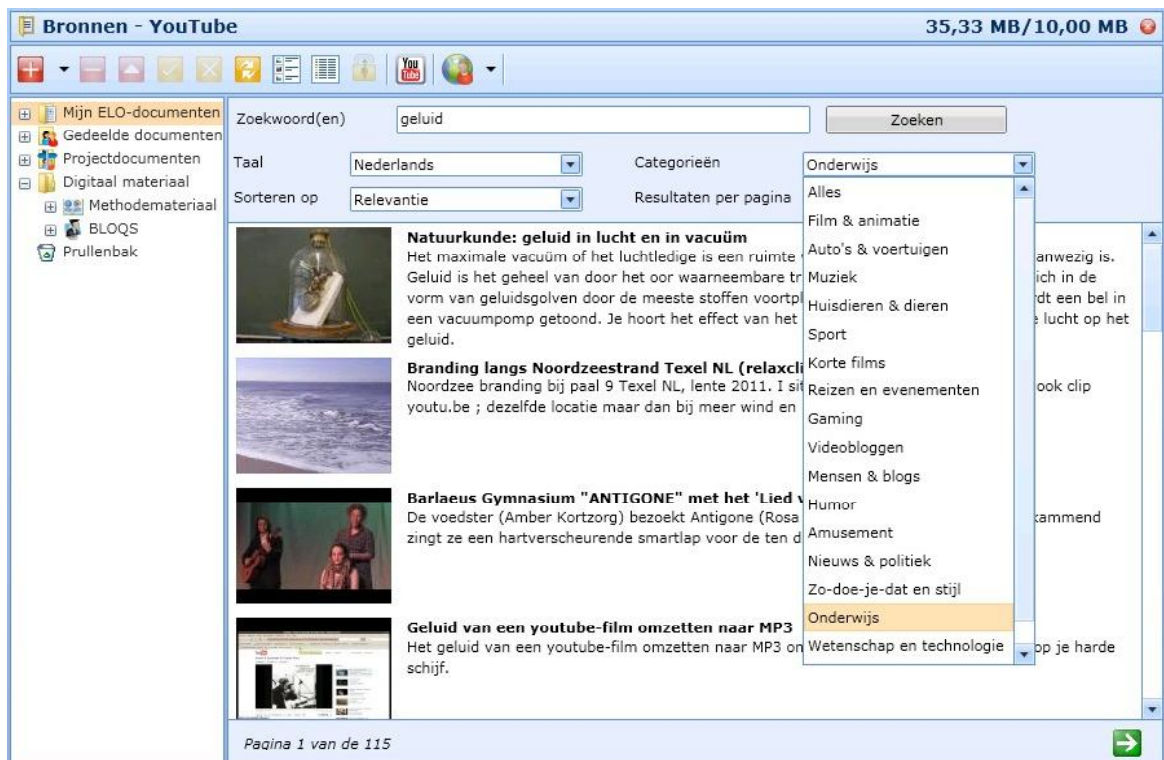 Bronnen - YouTube
35,33 MB/10,00 MB
You
Tube
Mijn ELO-documenten
Gedeelde documenten
Projectdocumenten
Digitaal materiaal
Methodemateriaal
BLOQS
Prullenbak
Zoekwoord(en)
geluid
Zoeken
Taal
Nederlands
Categorieën
Onderwijs
Sorteren op
Relevantie
Resultaten per pagina
Alles
Film & animatie
Auto's & voertuigen
Muziek
Huisdieren & dieren
Sport
Korte films
Reizen en evenementen
Gaming
Videobloggen
Mensen & blogs
Humor
Amusement
Nieuws & politiek
Zo-doe-je-dat en stijl
Onderwijs
Wetenschap en technologie
Natuurkunde: geluid in lucht en in vacuüm
Het maximale vacuüm of het luchtledige is een ruimte anwezig is.
Geluid is het geheel van door het oor waarneembare tr ich in de
vorm van geluidsgolven door de meeste stoffen voortpl dt een bel in
een vacuumpomp getoond. Je hoort het effect van het lucht op het
geluid.
Branding langs Noordzeestrand Texel NL (relaxcli
Noordzee branding bij paal 9 Texel NL, lente 2011. I sit ook clip
youtu.be ; dezelfde locatie maar dan bij meer wind en
Barlaeus Gymnasium "ANTIGONE" met het 'Lied v
De voedster (Amber Kortzorg) bezoekt Antigone (Rosa kammend
zingt ze een hartverscheurende smartlap voor de ten d
Geluid van een youtube-film omzetten naar MP3
Het geluid van een youtube-film omzetten naar MP3 on op je harde
schijf.
Pagina 1 van de 115